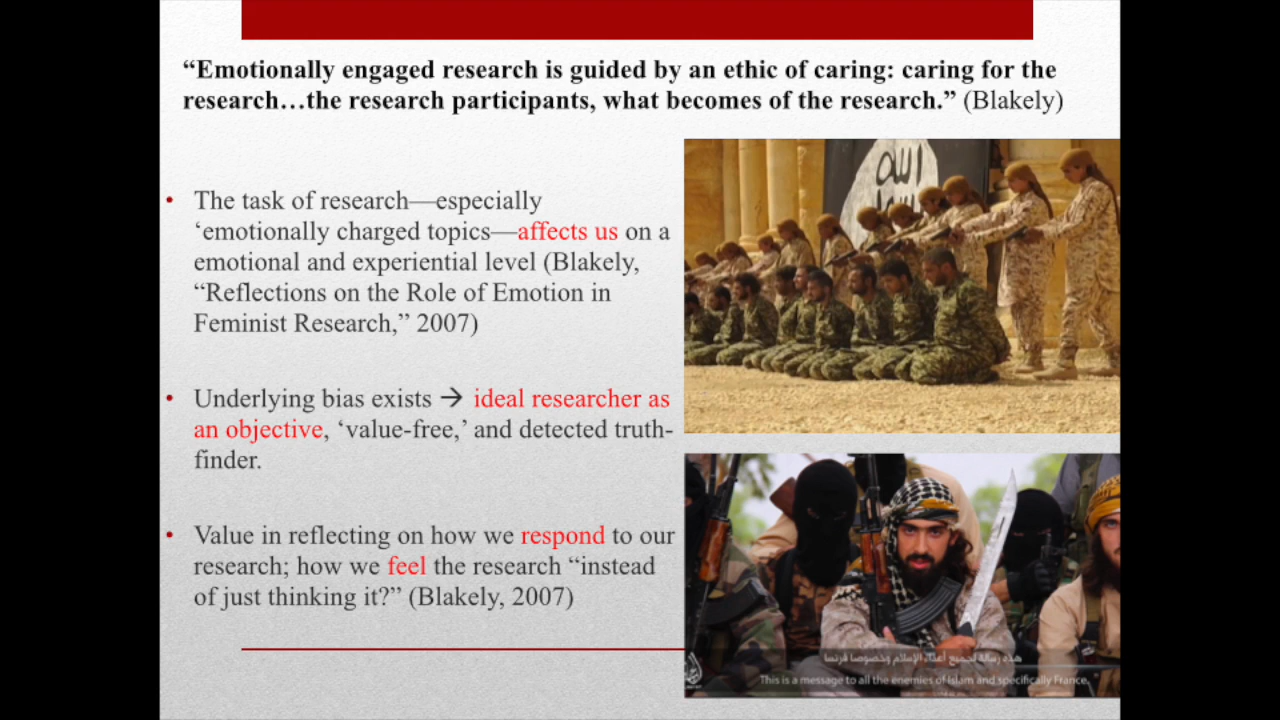 “Emotionally engaged research is guided by an ethic of caring: caring for the
research…the research participants, what becomes of the research.” (Blakely)
• The task of research—especially
‘emotionally charged topics—affects us on a
emotional and experiential level (Blakely,
“Reflections on the Role of Emotion in
Feminist Research,” 2007)
• Underlying bias exists → ideal researcher as
an objective, ‘value-free,’ and detected truth-
finder.
• Value in reflecting on how we respond to our
research; how we feel the research “instead
of just thinking it?” (Blakely, 2007)
الله
هذه رسالة لجميع أعداء الإسلام وخصوصا فرنسا
This is a message to all the enemies of Islam and specifically France.